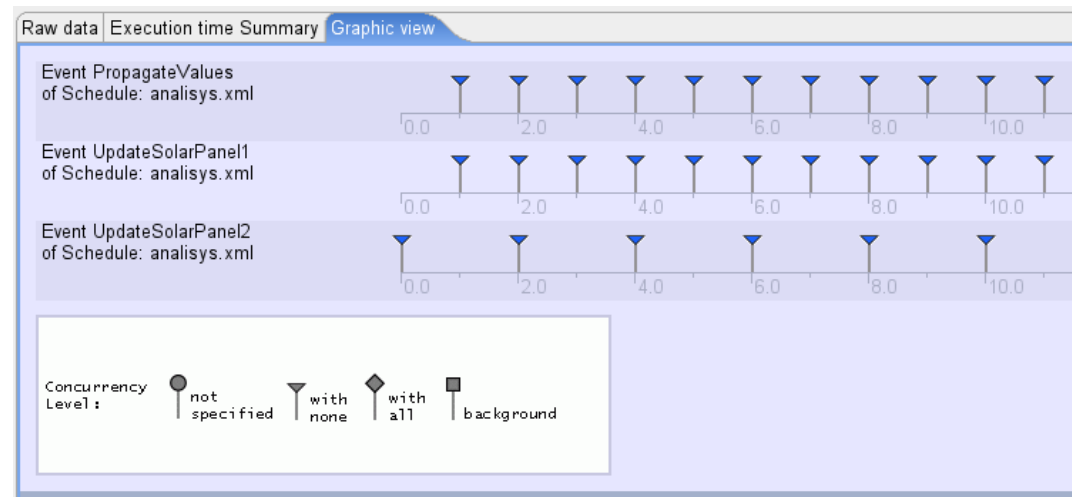 Raw data Execution time Summary Graphic view
Event PropagateValues
of Schedule: analisys.xml
0.0 2.0 4.0 6.0 8.0 10.0
Event UpdateSolarPanel1
of Schedule: analisys.xml
0.0 2.0 4.0 6.0 8.0 10.0
Event UpdateSolarPanel2
of Schedule: analisys.xml
0.0 2.0 4.0 6.0 8.0 10.0
Concurrency
Level:
not
specified
with
none
with
all
background